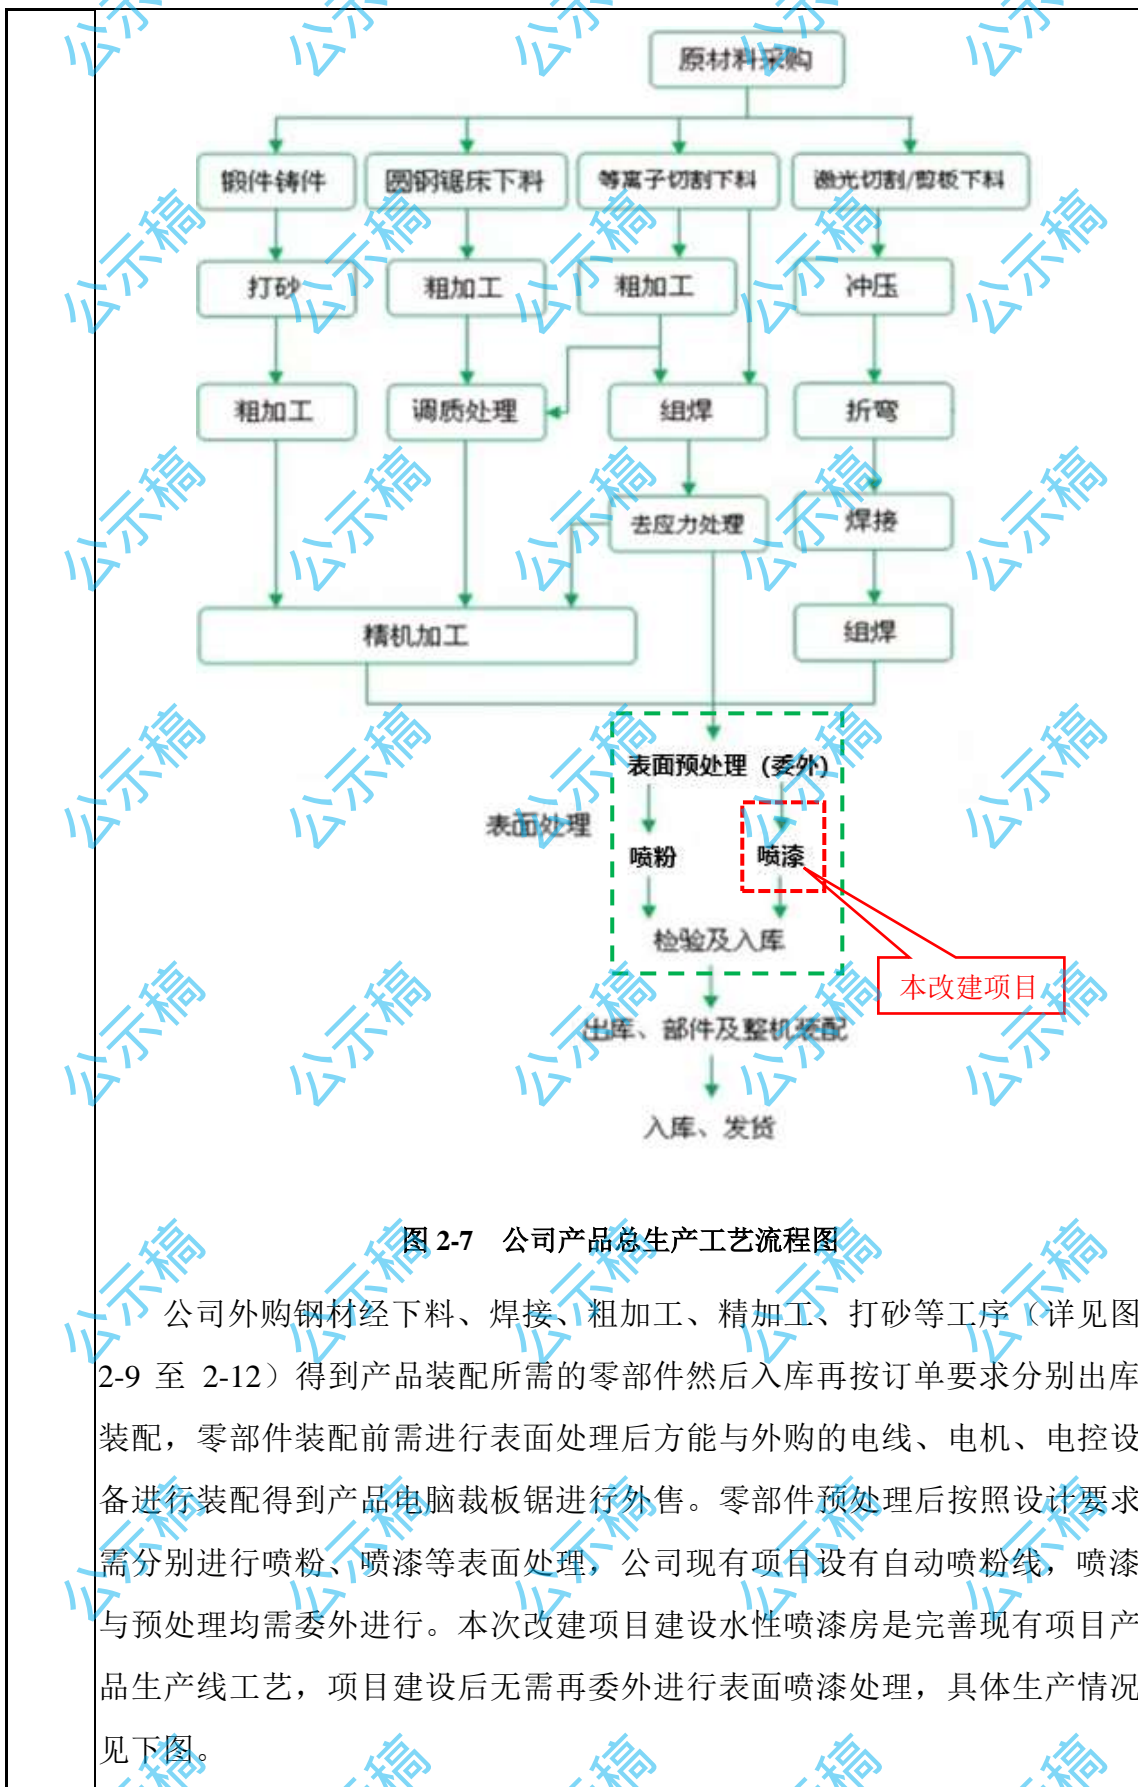 原材料采购
锻件铸件 圆钢锯床下料 等离子切割下料 激光切割/剪板下料
打砂 粗加工 粗加工 冲压
粗加工 调质处理 组焊 折弯
去应力处理 焊接
精机加工 组焊
表面预处理（委外）
表面处理
喷粉 喷漆
检验及入库
本改建项目
出库、部件及整机装配
入库、发货
图 2-7 公司产品总生产工艺流程图
公司外购钢材经下料、焊接、粗加工、精加工、打砂等工序（详见图
2-9 至 2-12）得到产品装配所需的零部件然后入库再按订单要求分别出库
装配，零部件装配前需进行表面处理后方能与外购的电线、电机、电控设
备进行装配得到产品电脑裁板锯进行外售。零部件预处理后按照设计要求
需分别进行喷粉、喷漆等表面处理，公司现有项目设有自动喷粉线，喷漆
与预处理均需委外进行。本次改建项目建设水性喷漆房是完善现有项目产
品生产线工艺，项目建设后无需再委外进行表面喷漆处理，具体生产情况
见下图。
公示稿